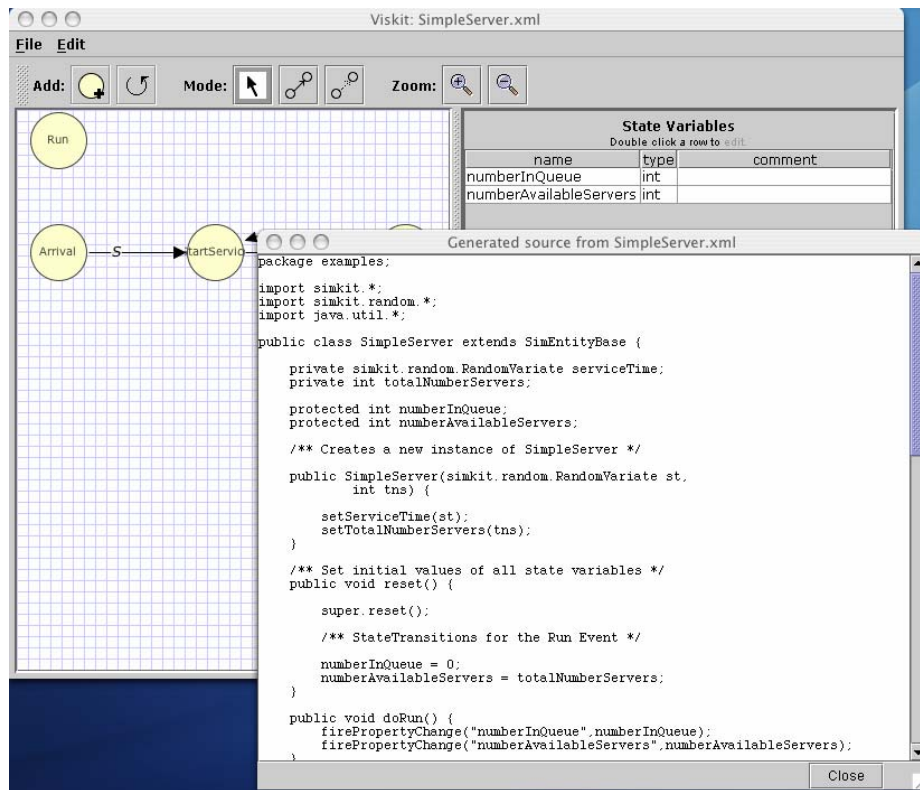 Viskit: SimpleServer.xml
File Edit
Add: Mode: Zoom:
Run
State Variables
Double click a row to edit.
name type comment
numberInQueue int
numberAvailableServers int
Arrival S tartServic
Generated source from SimpleServer.xml
package examples;
import simkit.*;
import simkit.random.*;
import java.util.*;
public class SimpleServer extends SimEntityBase {
private simkit.random.RandomVariate serviceTime;
private int totalNumberServers;
protected int numberInQueue;
protected int numberAvailableServers;
/** Creates a new instance of SimpleServer */
public SimpleServer(simkit.random.RandomVariate st,
int tns) {
setServiceTime(st);
setTotalNumberServers(tns);
}
/** Set initial values of all state variables */
public void reset() {
super.reset();
/** StateTransitions for the Run Event */
numberInQueue = 0;
numberAvailableServers = totalNumberServers;
}
public void doRun() {
firePropertyChange("numberInQueue",numberInQueue);
firePropertyChange("numberAvailableServers",numberAvailableServers);
}
Close